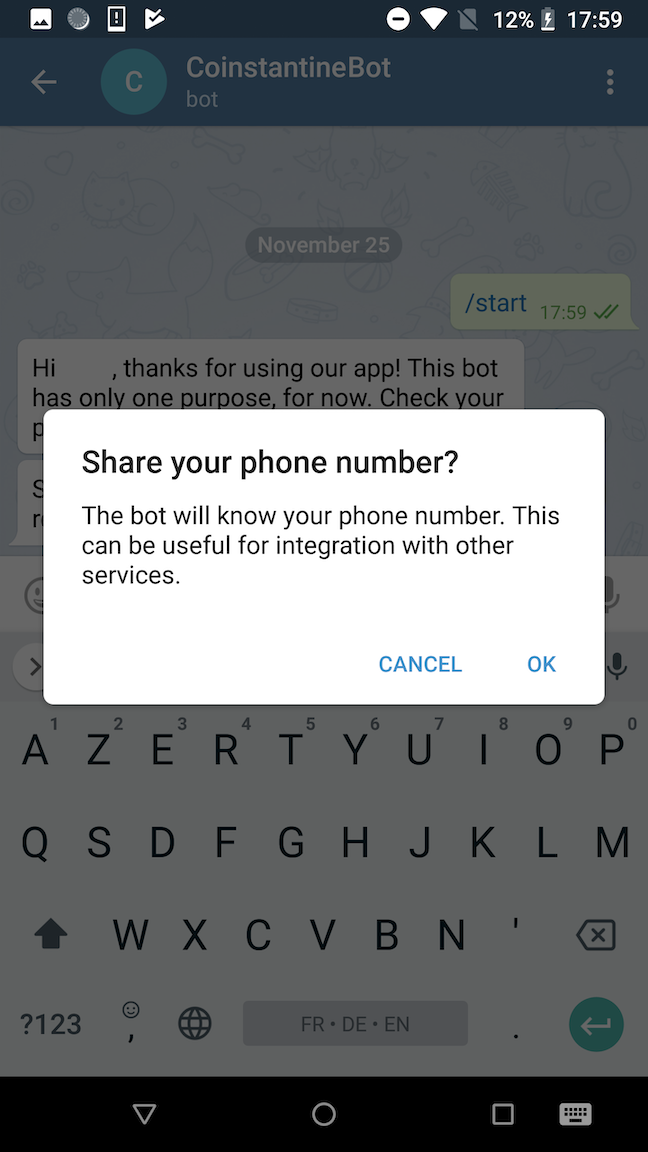 12% 17:59
C CoinstantineBot
bot
November 25
/start 17:59
Hi , thanks for using our app! This bot
has only one purpose, for now. Check your
Share your phone number?
The bot will know your phone number. This
can be useful for integration with other
services.
CANCEL OK
1 2 3 4 5 6 7 8 9 0
A Z E R T Y U I O P
Q S D F G H J K L M
W X C V B N '
?123 , FR • DE • EN .